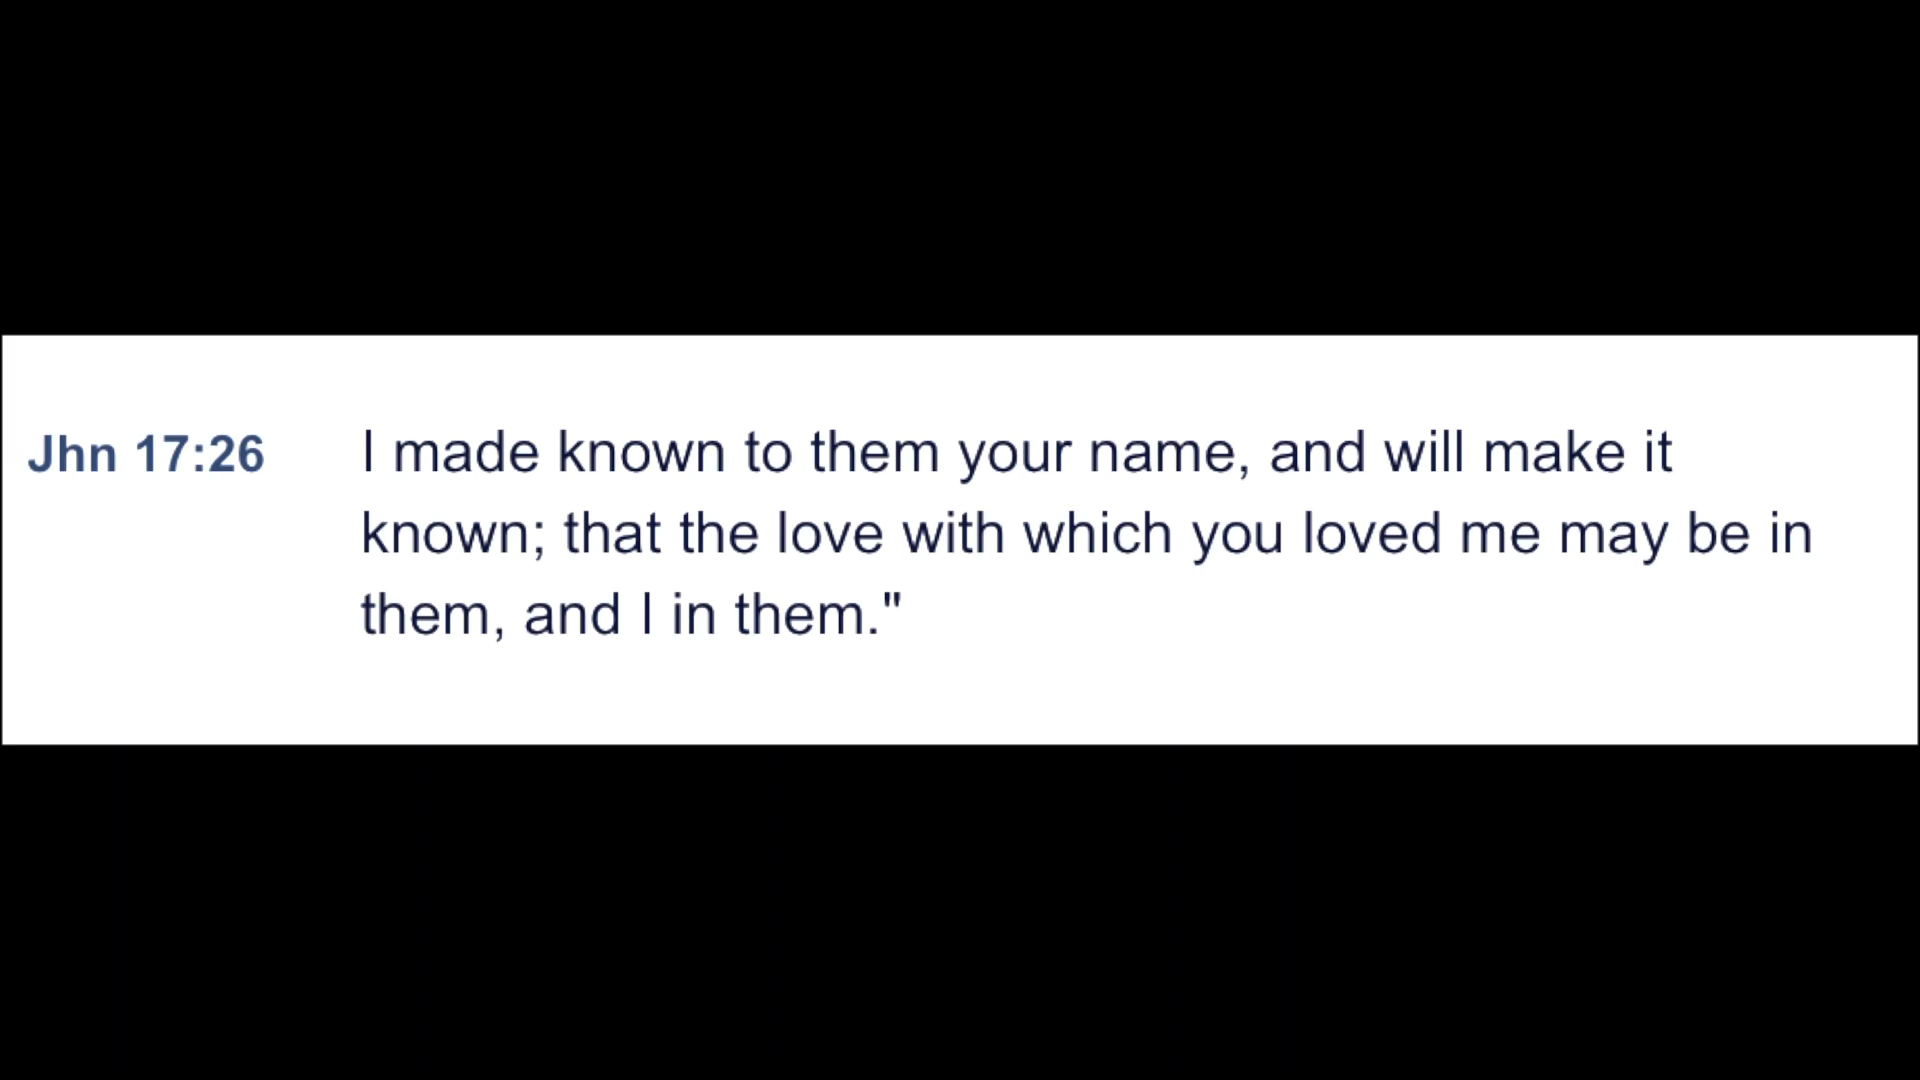 Jhn 17:26 I made known to them your name, and will make it
known; that the love with which you loved me may be in
them, and I in them."